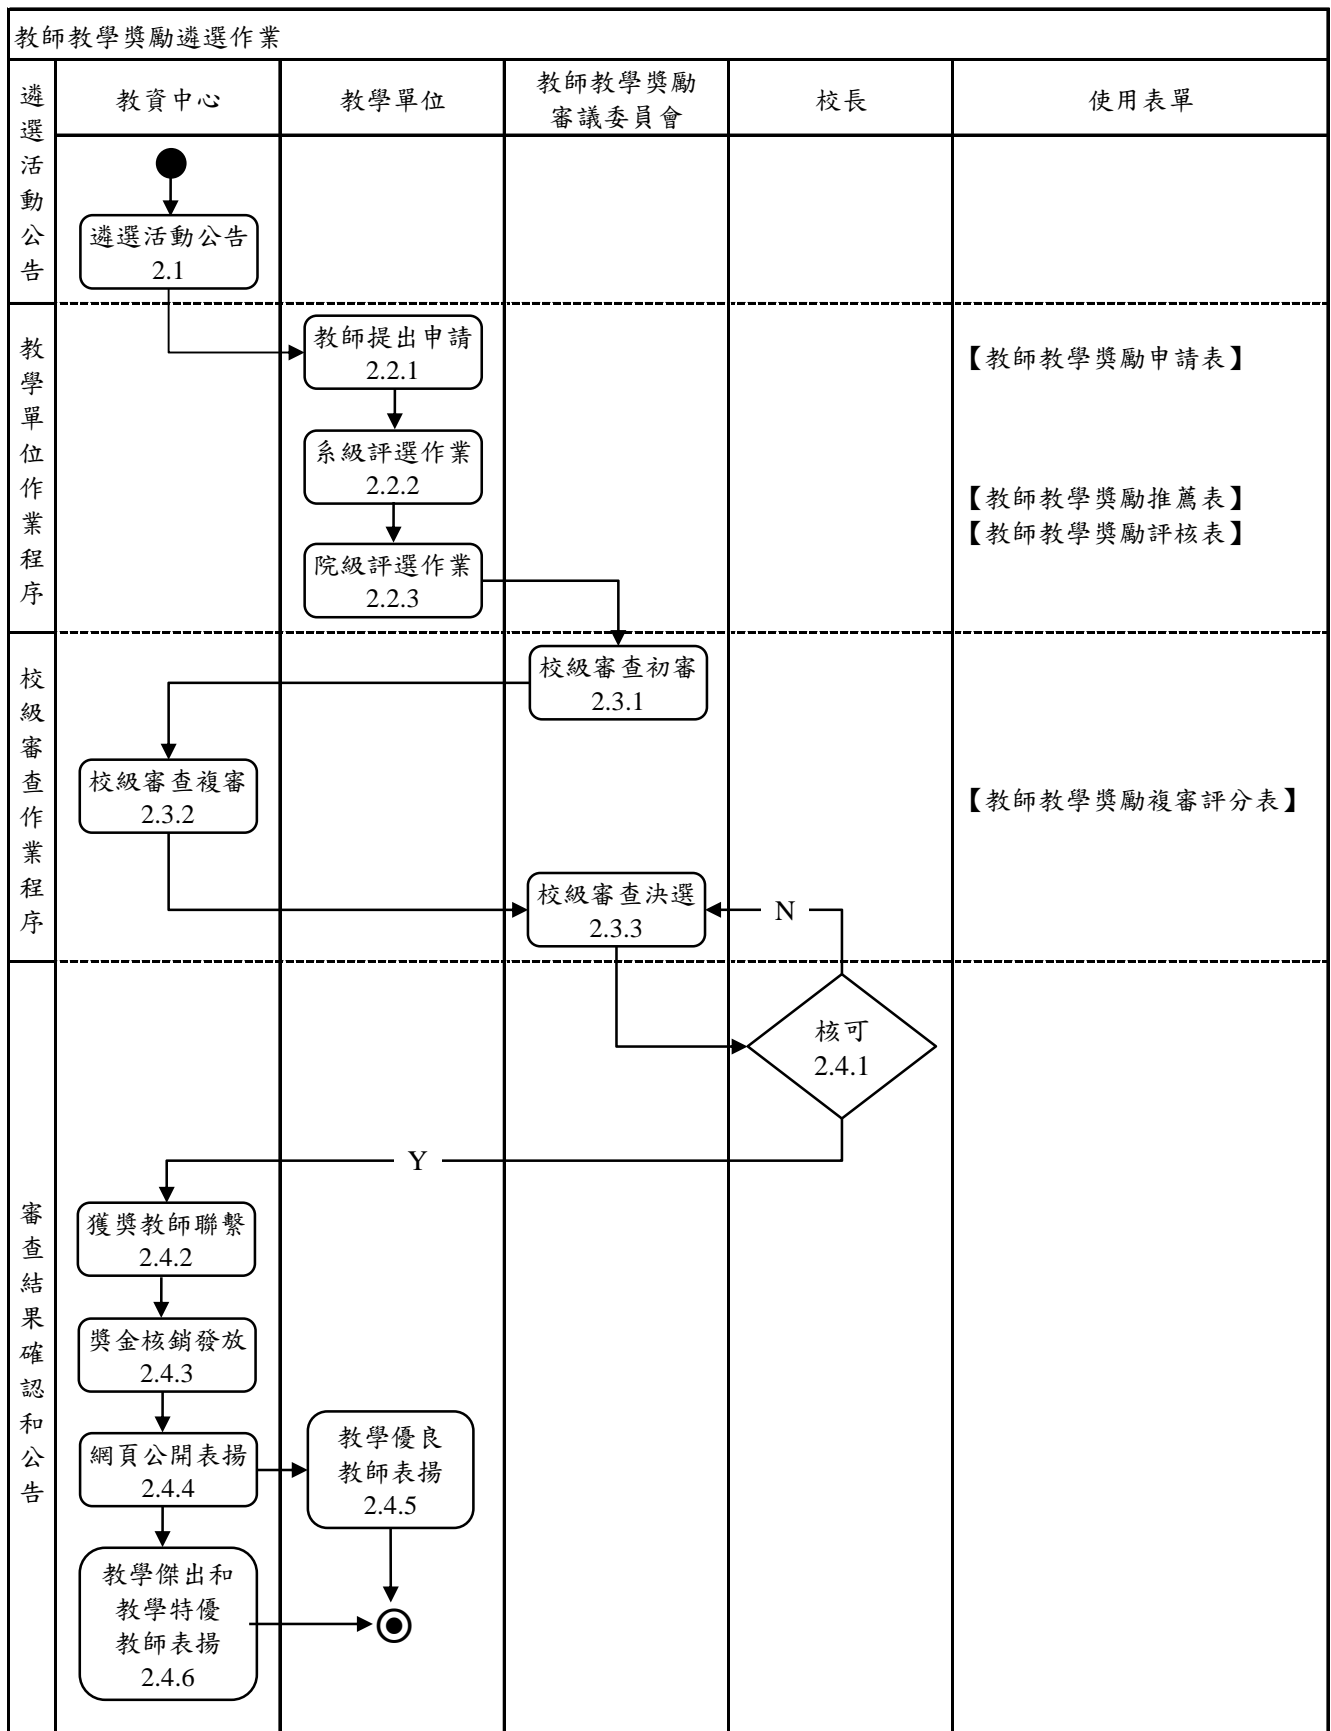 教師教學獎勵遴選作業
遴選活動公告
教資中心
教學單位
教師教學獎勵
審議委員會
校長
使用表單
遴選活動公告
2.1
教學單位作業程序
教師提出申請
2.2.1
【教師教學獎勵申請表】
系級評選作業
2.2.2
【教師教學獎勵推薦表】
【教師教學獎勵評核表】
院級評選作業
2.2.3
校級審查作業程序
校級審查初審
2.3.1
校級審查複審
2.3.2
【教師教學獎勵複審評分表】
校級審查決選
2.3.3
N
審查結果確認和公告
核可
2.4.1
Y
獲獎教師聯繫
2.4.2
獎金核銷發放
2.4.3
網頁公開表揚
2.4.4
教學優良
教師表揚
2.4.5
教學傑出和
教學特優
教師表揚
2.4.6